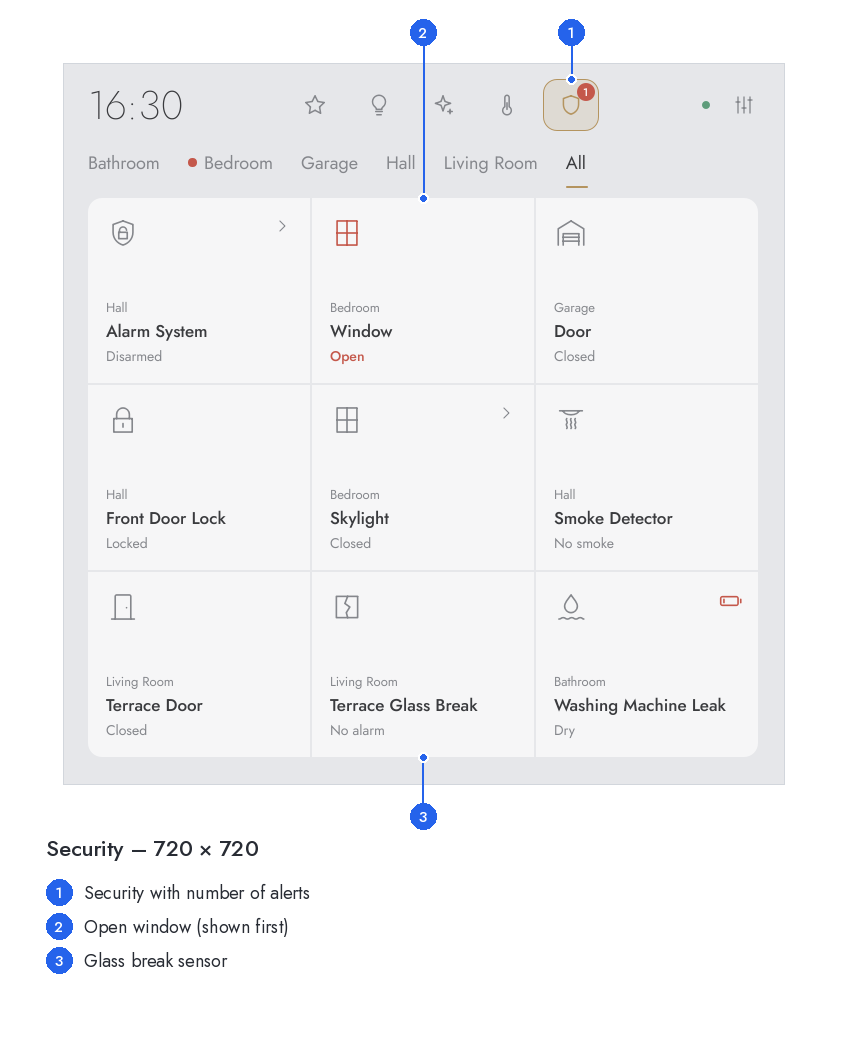 2
1
16:30
1
Bathroom Bedroom Garage Hall Living Room All
Hall
Alarm System
Disarmed
Bedroom
Window
Open
Garage
Door
Closed
Hall
Front Door Lock
Locked
Bedroom
Skylight
Closed
Hall
Smoke Detector
No smoke
Living Room
Terrace Door
Closed
Living Room
Terrace Glass Break
No alarm
Bathroom
Washing Machine Leak
Dry
3
Security — 720 × 720
1 Security with number of alerts
2 Open window (shown first)
3 Glass break sensor